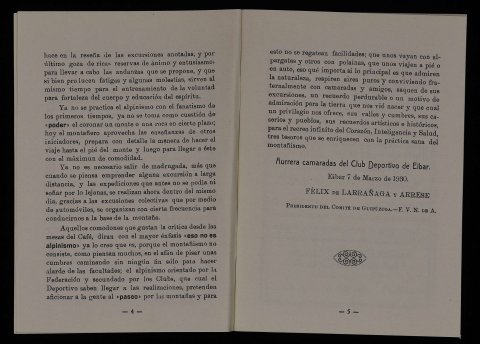 hace en la reseña de las excursiones anotadas, y por
último goza de ricas reservas de ánimo y entusiasmo
para llevar a cabo las andanzas que se propone, y que
si bien producen fatigas y algunas molestias, sirven al
mismo tiempo para el entrenamiento de la voluntad
para fortaleza del cuerpo y educación del espíritu.
Ya no se practica el alpinismo con el fanatismo de
los primeros tiempos, ya no se toma como cuestión de
«poder» el coronar un monte o una roca en cierto plazo;
hoy el montañero aprovecha las enseñanzas de otros
iniciadores, prepara con detalle la manera de hacer el
viaje hasta el pié del monte y luego para llegar a éste
con el máximun de comodidad.
Ya no es necesario salir de madrugada, más que
cuando se piensa emprender alguna excursión a larga
distancia, y las expediciones que antes no se podía ni
soñar por lo lejanas, se realizan ahora dentro del mismo
día, gracias a las excusiones colectivas que por medio
de automóviles, se organizan con cierta frecuencia para
conducirnos a la base de la montaña.
Aquellos comodones que gustan la crítica desde las
mesas del Café, diran con el mayor énfasis «eso no es
alpinismo» ya lo creo que es, porque el montañismo no
consiste, como piensan muchos, en el afán de pisar unas
cumbres caminando sin ningún fin sólo para hacer
alarde de las facultades; el alpinismo orientado por la
Federación y secundado por los Clubs, que cual el
Deportivo saben llegar a las realizaciones, pretenden
aficionar a la gente al «paseo» por las montañas y para
— 4 —
esto no se regatean facilidades; que unos vayan con al-
pargatas y otros con polainas, que unos viajen a pié o
en auto, eso qué importa si lo principal es que admiren
la naturaleza, respiren aires puros y conviviendo fra-
ternalmente con camaradas y amigos, saquen de sus
excursiones, un recuerdo perdurable o un motivo de
admiración para la tierra que nos vió nacer y que cual
un privilegio nos ofrece, sus valles y cumbres, sus ca-
seríos y pueblos, sus recuerdos artísticos e históricos,
para el recreo infinito del Corazón, Inteligencia y Salud,
tres tesoros que se enriquecen con la práctica sana del
montañismo.
Aurrera camaradas del Club Deportivo de Eibar.
Eibar 7 de Marzo de 1930.
FÉLIX DE LARRAÑAGA Y ARRESE
PRESIDENTE DEL COMITÉ DE GUIPÚZCOA.—F. V. N. DE A.
— 5 —